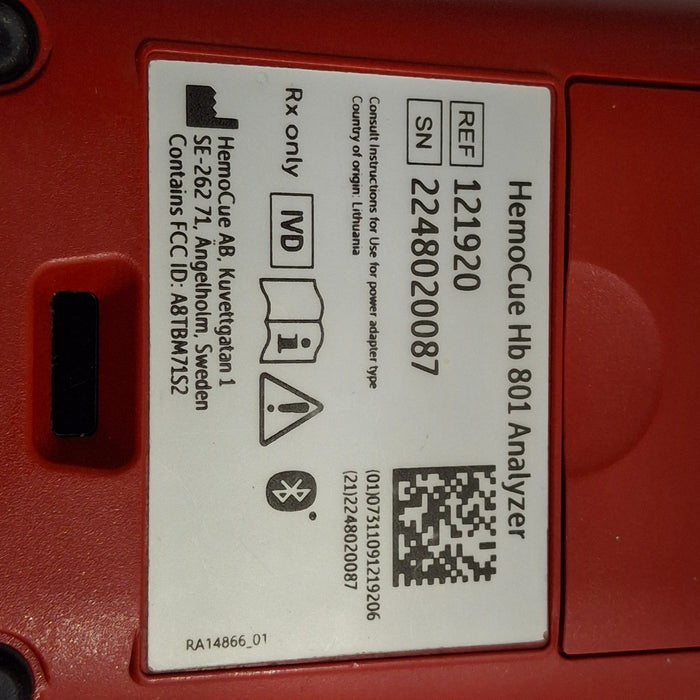 HemoCue Hb 801 Analyzer
REF 121920
SN 2248020087
Consult Instructions for Use for power adapter type
Country of origin: Lithuania
(01)07311091219206
(21)2248020087
Rx only IVD
HemoCue AB, Kuvettgatan 1
SE-262 71, Ängelholm, Sweden
Contains FCC ID: A8TBM71S2
RA14866_01